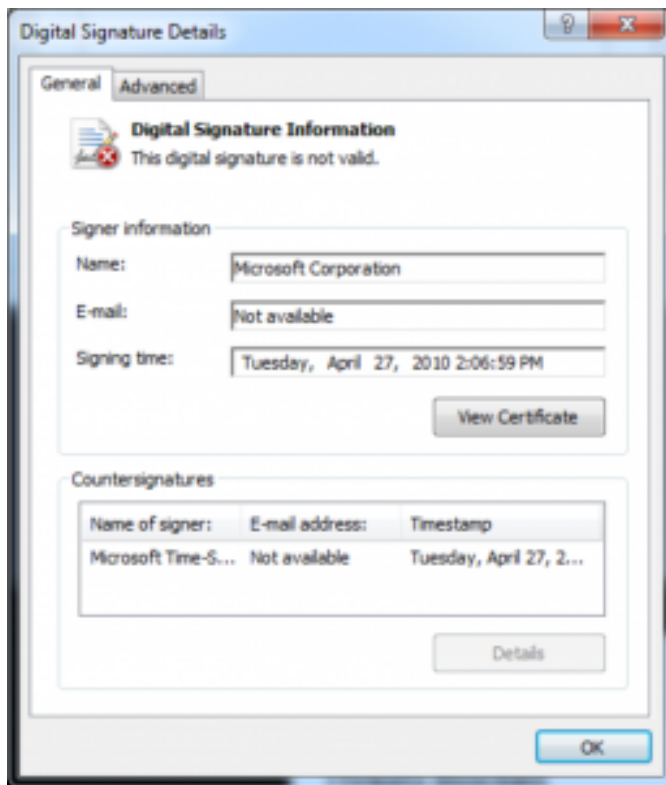 Digital Signature Details
General
Advanced
Digital Signature Information
This digital signature is not valid.
Signer information
Name:
Microsoft Corporation
E-mail:
Not available
Signing time:
Tuesday, April 27, 2010 2:06:59 PM
View Certificate
Countersignatures
Name of signer: E-mail address: Timestamp
Microsoft Time-S... Not available Tuesday, April 27, 2...
Details
OK